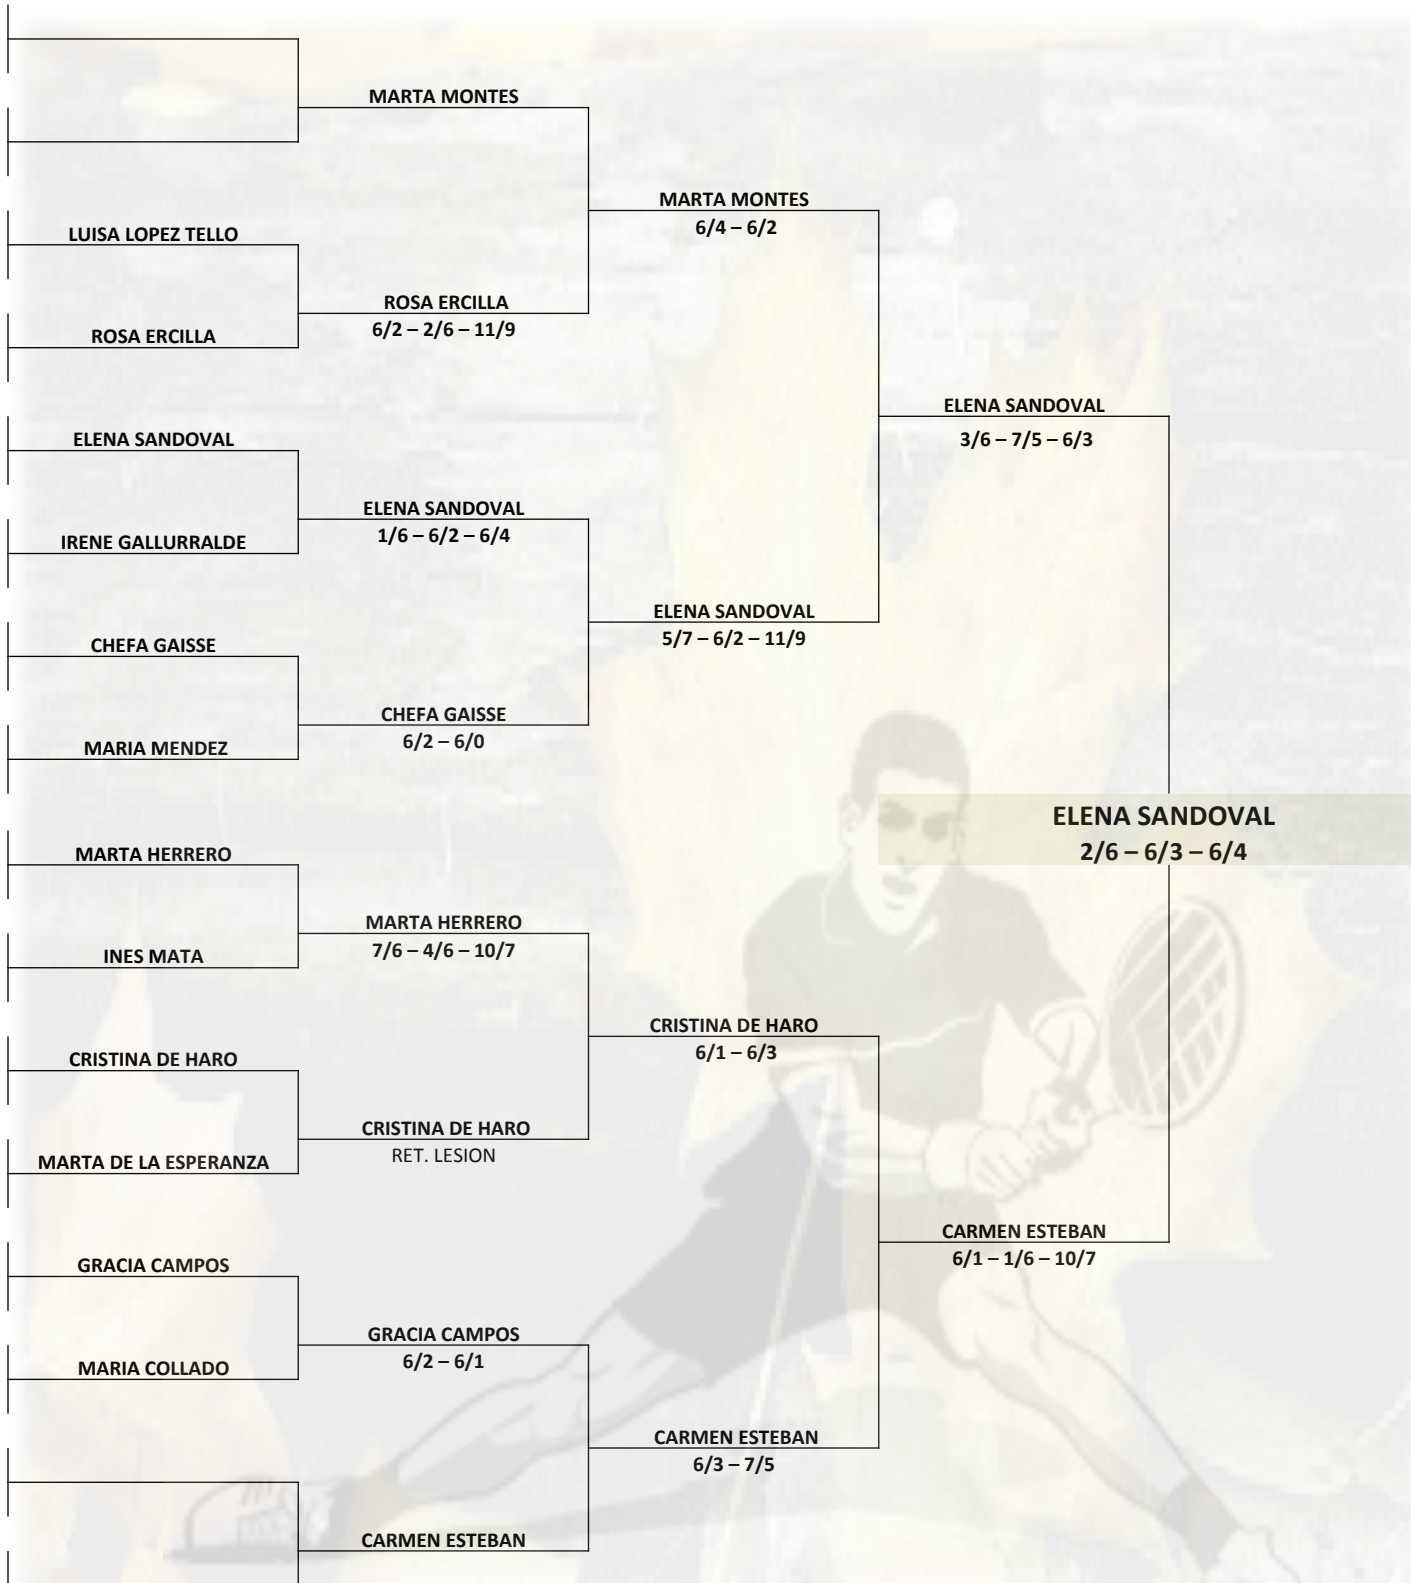 MARTA MONTES
MARTA MONTES
6/4 – 6/2
LUISA LOPEZ TELLO
ROSA ERCILLA
6/2 – 2/6 – 11/9
ROSA ERCILLA
ELENA SANDOVAL
3/6 – 7/5 – 6/3
ELENA SANDOVAL
ELENA SANDOVAL
1/6 – 6/2 – 6/4
IRENE GALLURRALDE
ELENA SANDOVAL
5/7 – 6/2 – 11/9
CHEFA GAISSE
CHEFA GAISSE
6/2 – 6/0
MARIA MENDEZ
ELENA SANDOVAL
2/6 – 6/3 – 6/4
MARTA HERRERO
MARTA HERRERO
7/6 – 4/6 – 10/7
INES MATA
CRISTINA DE HARO
6/1 – 6/3
CRISTINA DE HARO
CRISTINA DE HARO
RET. LESION
MARTA DE LA ESPERANZA
CARMEN ESTEBAN
6/1 – 1/6 – 10/7
GRACIA CAMPOS
GRACIA CAMPOS
6/2 – 6/1
MARIA COLLADO
CARMEN ESTEBAN
6/3 – 7/5
CARMEN ESTEBAN